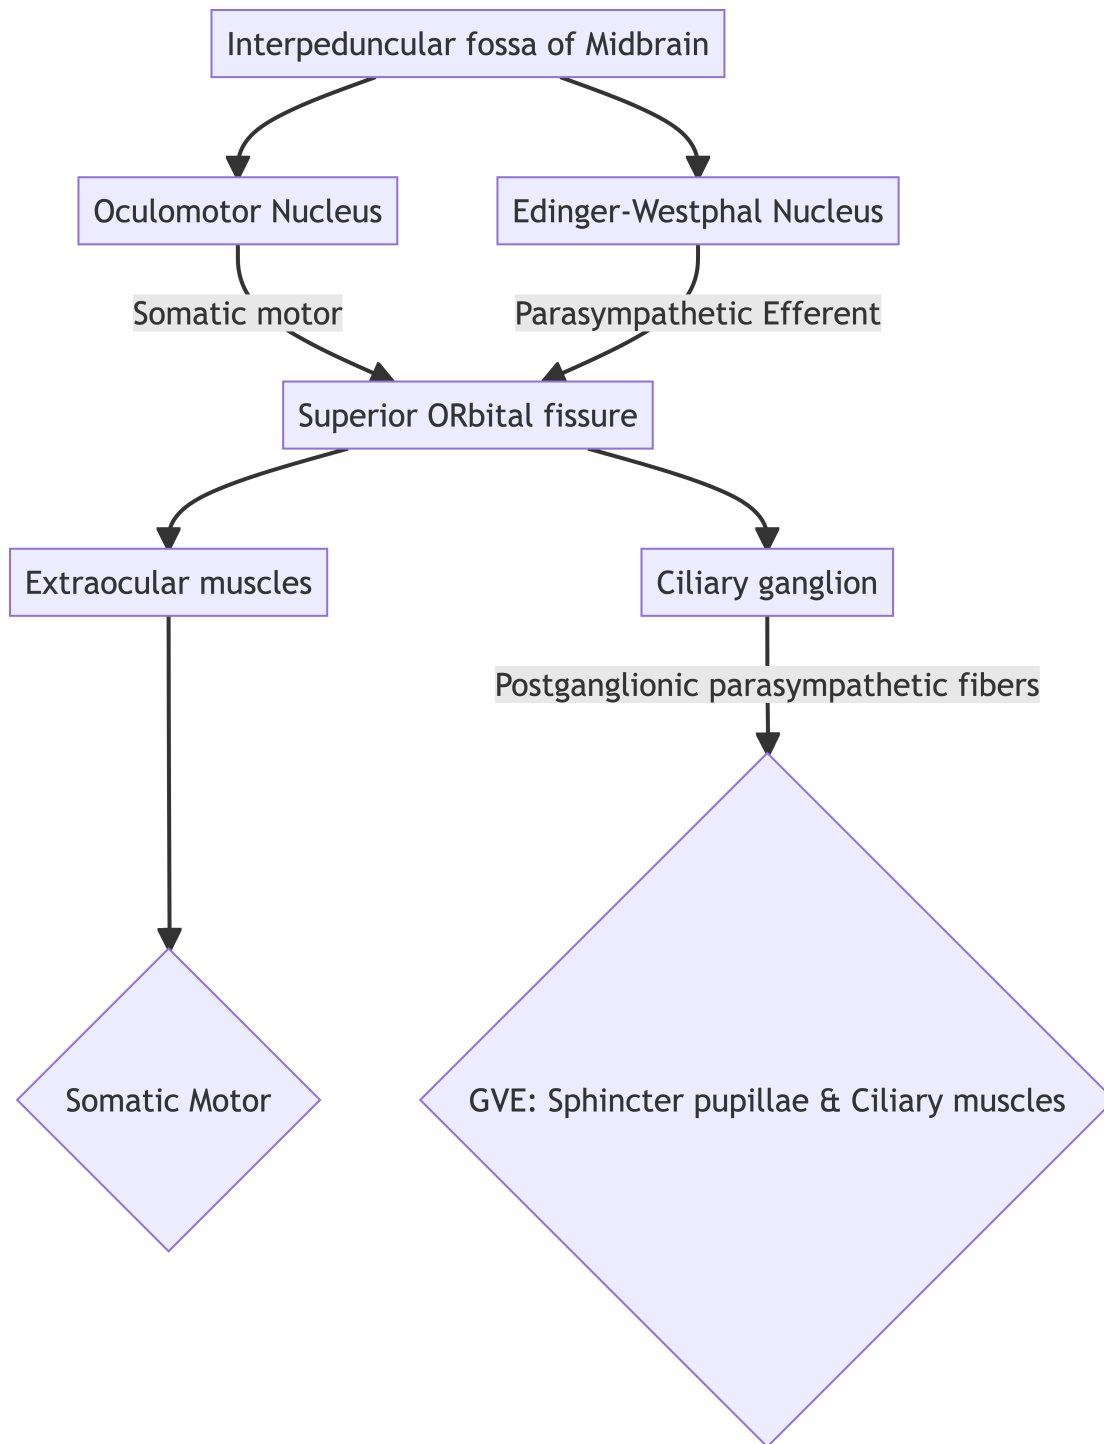 Interpeduncular fossa of Midbrain
Oculomotor Nucleus
Edinger-Westphal Nucleus
Somatic motor
Parasympathetic Efferent
Superior ORbital fissure
Extraocular muscles
Ciliary ganglion
Postganglionic parasympathetic fibers
Somatic Motor
GVE: Sphincter pupillae & Ciliary muscles